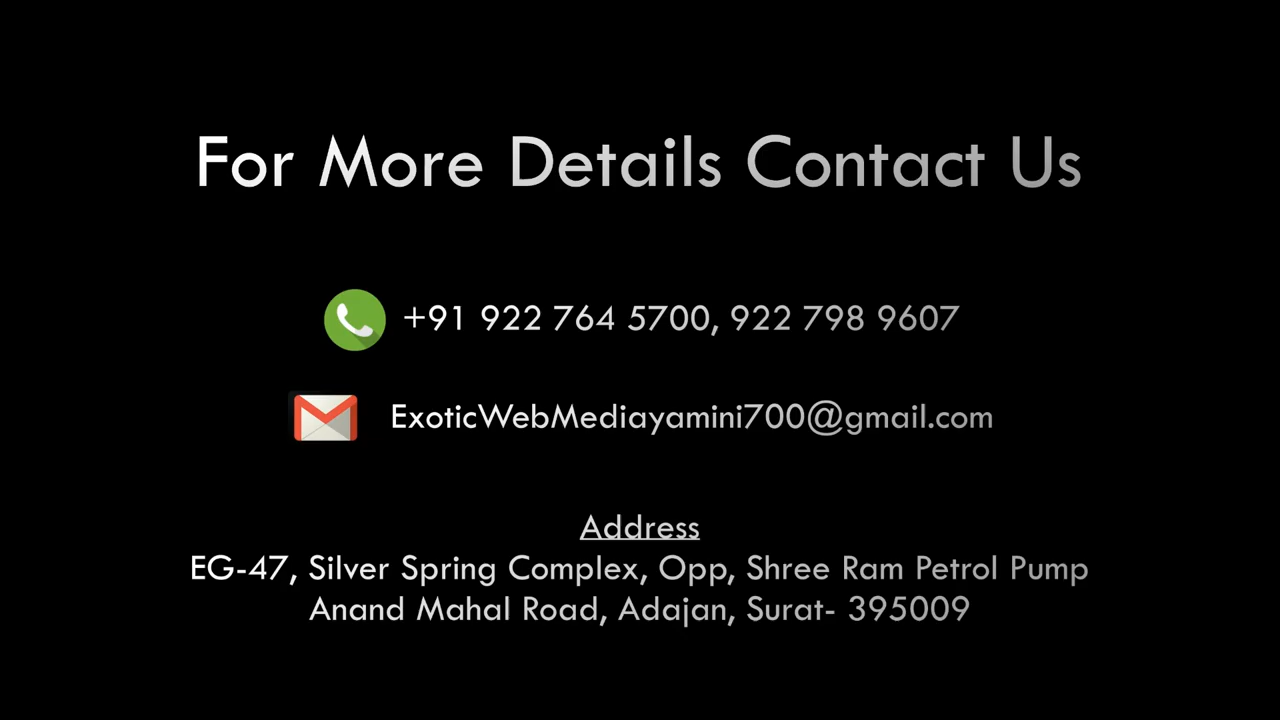 For More Details Contact Us
+91 922 764 5700, 922 798 9607
ExoticWebMediayamini700@gmail.com
Address
EG-47, Silver Spring Complex, Opp, Shree Ram Petrol Pump
Anand Mahal Road, Adajan, Surat- 395009